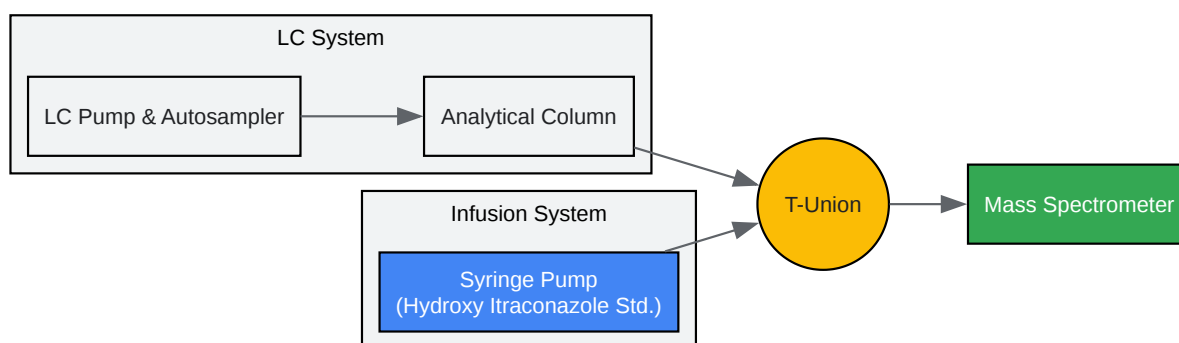 LC System
LC Pump & Autosampler
Analytical Column
Infusion System
Syringe Pump
(Hydroxy Itraconazole Std.)
T-Union
Mass Spectrometer